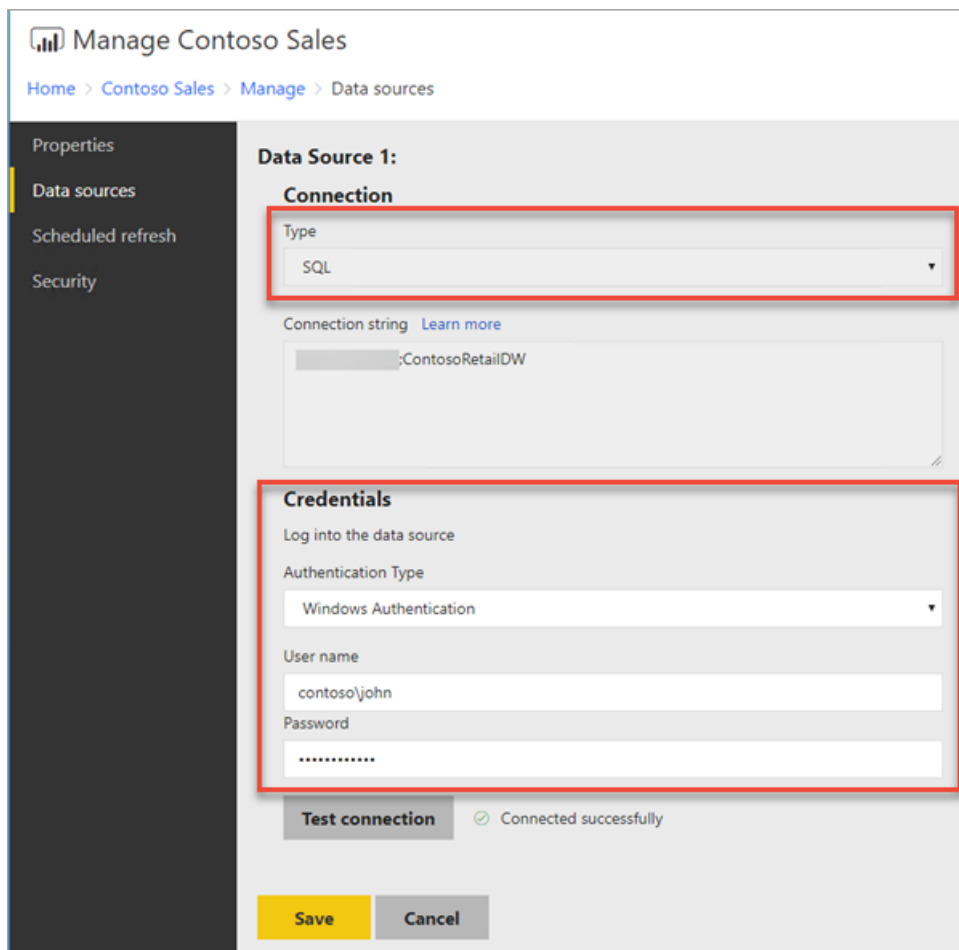 Manage Contoso Sales
Home > Contoso Sales > Manage > Data sources
Properties
Data sources
Scheduled refresh
Security
Data Source 1:
Connection
Type
SQL
Connection string Learn more
;ContosoRetailDW
Credentials
Log into the data source
Authentication Type
Windows Authentication
User name
contoso\john
Password
••••••••••••
Test connection Connected successfully
Save Cancel